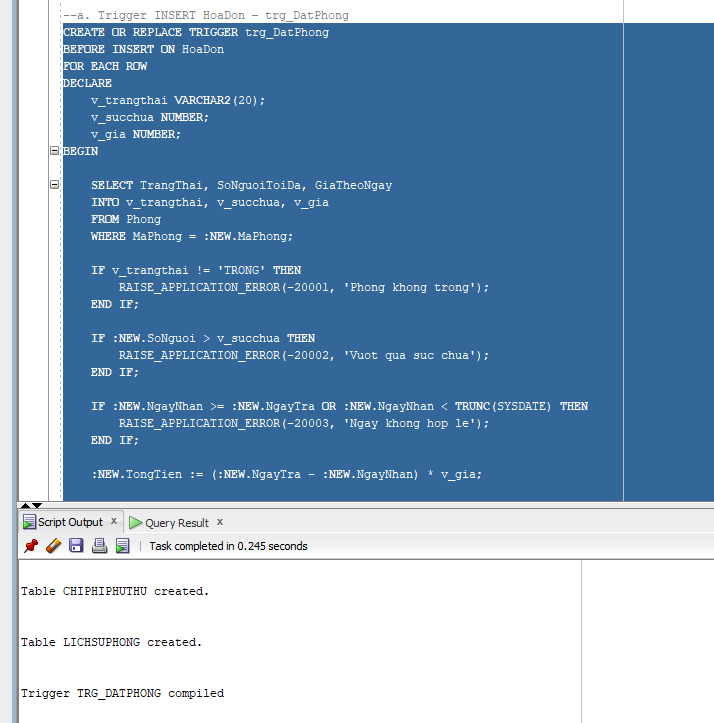 --a. Trigger INSERT HoaDon – trg_DatPhong
CREATE OR REPLACE TRIGGER trg_DatPhong
BEFORE INSERT ON HoaDon
FOR EACH ROW
DECLARE
    v_trangthai VARCHAR2(20);
    v_succhua NUMBER;
    v_gia NUMBER;
BEGIN
    SELECT TrangThai, SoNguoiToiDa, GiaTheoNgay
    INTO v_trangthai, v_succhua, v_gia
    FROM Phong
    WHERE MaPhong = :NEW.MaPhong;
    IF v_trangthai != 'TRONG' THEN
        RAISE_APPLICATION_ERROR(-20001, 'Phong khong trong');
    END IF;
    IF :NEW.SoNguoi > v_succhua THEN
        RAISE_APPLICATION_ERROR(-20002, 'Vuot qua suc chua');
    END IF;
    IF :NEW.NgayNhan >= :NEW.NgayTra OR :NEW.NgayNhan < TRUNC(SYSDATE) THEN
        RAISE_APPLICATION_ERROR(-20003, 'Ngay khong hop le');
    END IF;
    :NEW.TongTien := (:NEW.NgayTra - :NEW.NgayNhan) * v_gia;
Script Output x Query Result x
Task completed in 0.245 seconds
Table CHIPHIPHUTHU created.
Table LICHSUPHONG created.
Trigger TRG_DATPHONG compiled